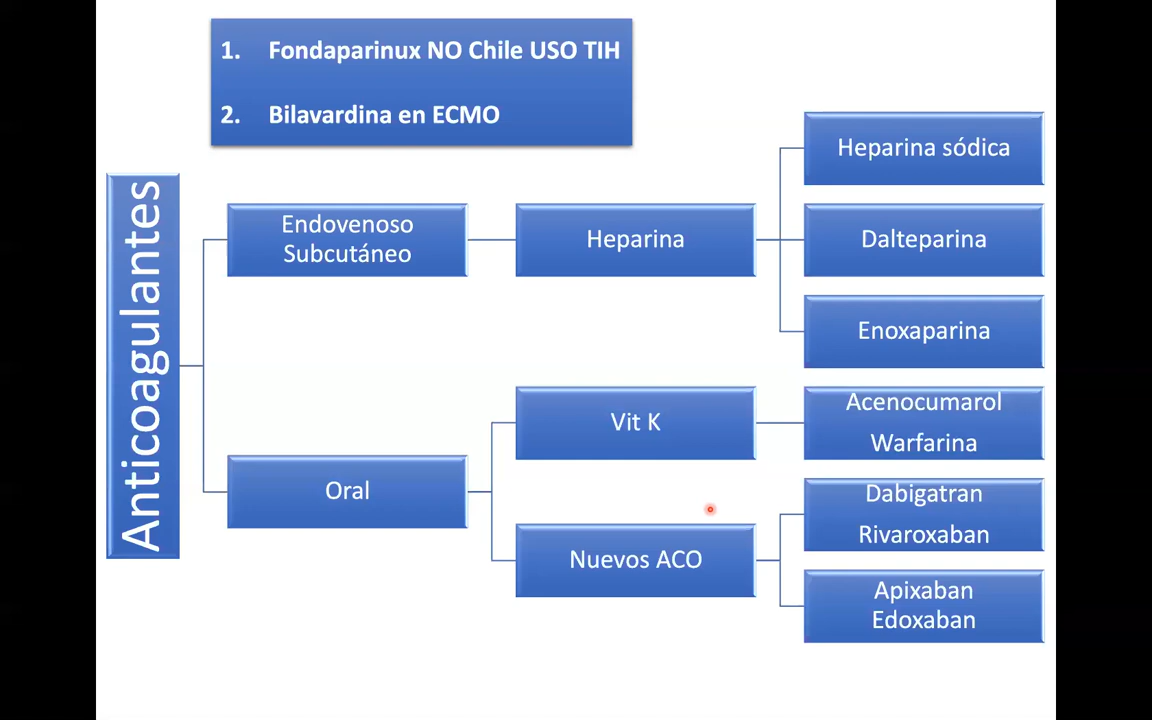 1. Fondaparinux NO Chile USO TIH
2. Bilavardina en ECMO
Anticoagulantes
Endovenoso
Subcutáneo
Heparina
Heparina sódica
Dalteparina
Enoxaparina
Oral
Vit K
Acenocumarol
Warfarina
Nuevos ACO
Dabigatran
Rivaroxaban
Apixaban
Edoxaban